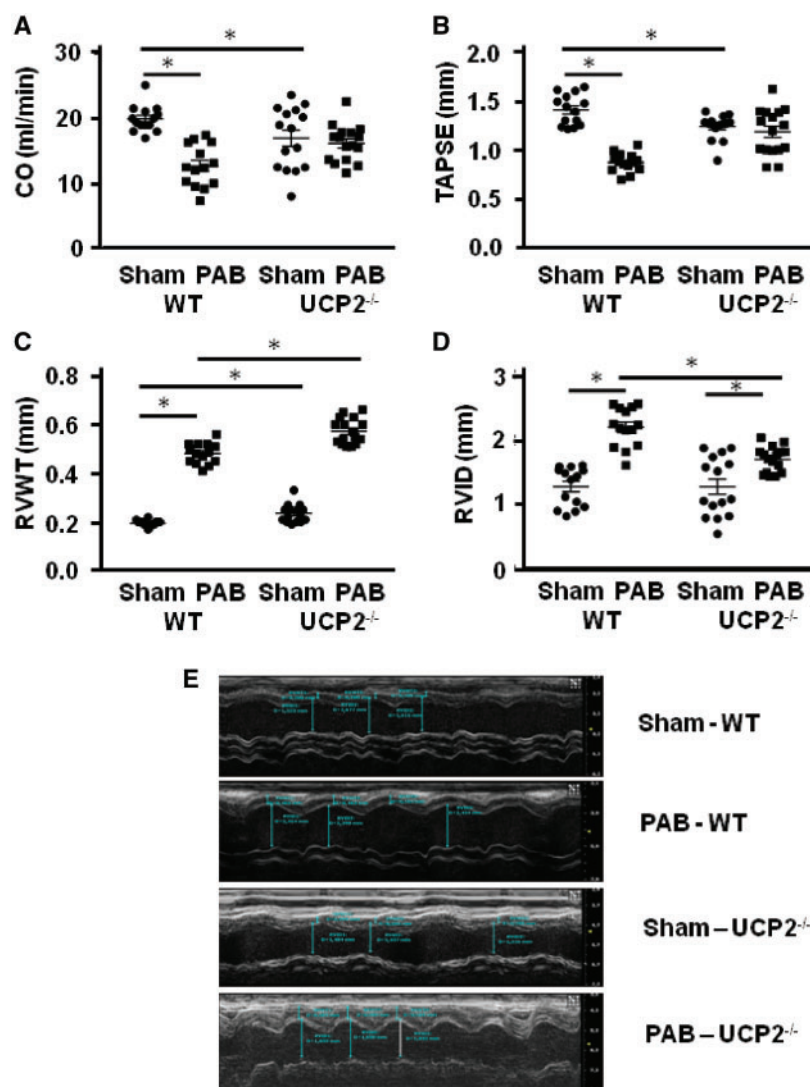 A
CO (ml/min)
30
20
10
0
*
*
Sham PAB Sham PAB
WT UCP2-/-
B
TAPSE (mm)
2.0
1.5
1.0
0.5
0.0
*
*
Sham PAB Sham PAB
WT UCP2-/-
C
RVWT (mm)
0.8
0.6
0.4
0.2
0.0
*
*
*
Sham PAB Sham PAB
WT UCP2-/-
D
RVID (mm)
3
2
1
0
*
*
*
Sham PAB Sham PAB
WT UCP2-/-
E
Sham - WT
PAB - WT
Sham – UCP2-/-
PAB – UCP2-/-